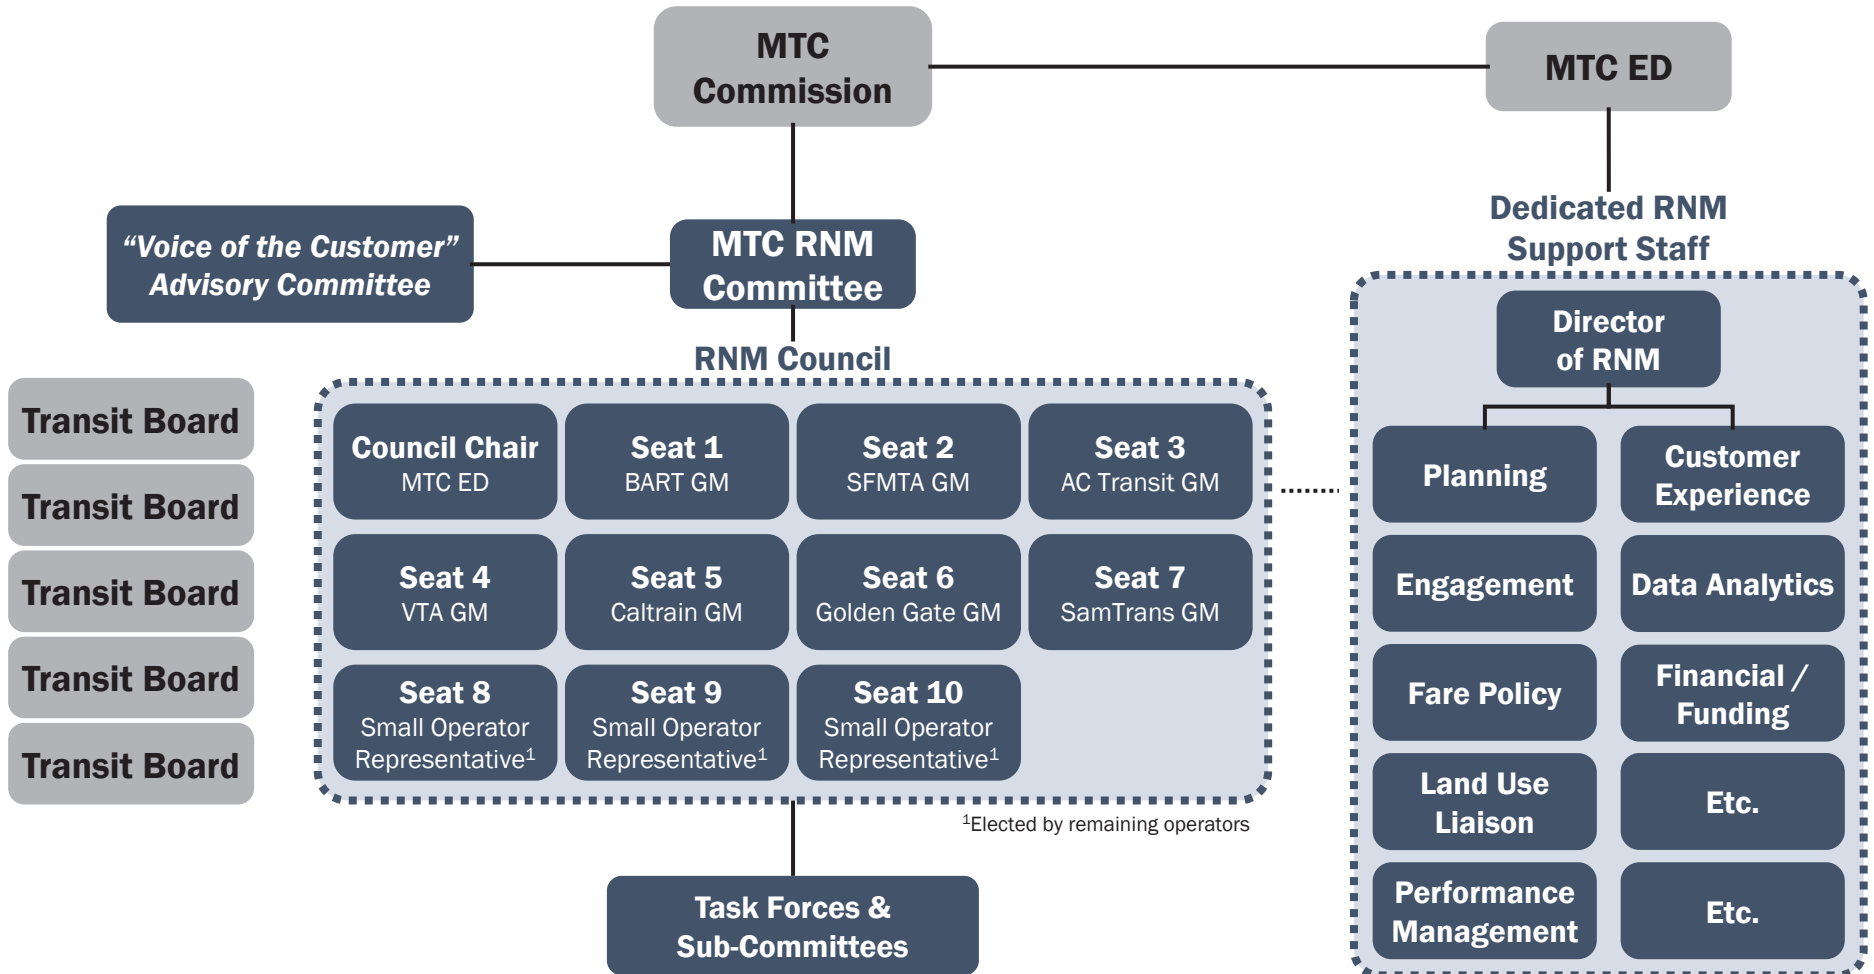 MTC
Commission
MTC ED
“Voice of the Customer”
Advisory Committee
MTC RNM
Committee
Dedicated RNM
Support Staff
RNM Council
Transit Board
Transit Board
Transit Board
Transit Board
Transit Board
Council Chair
MTC ED
Seat 1
BART GM
Seat 2
SFMTA GM
Seat 3
AC Transit GM
Seat 4
VTA GM
Seat 5
Caltrain GM
Seat 6
Golden Gate GM
Seat 7
SamTrans GM
Seat 8
Small Operator
Representative¹
Seat 9
Small Operator
Representative¹
Seat 10
Small Operator
Representative¹
¹Elected by remaining operators
Task Forces &
Sub-Committees
Director
of RNM
Planning
Customer
Experience
Engagement
Data Analytics
Fare Policy
Financial /
Funding
Land Use
Liaison
Etc.
Performance
Management
Etc.